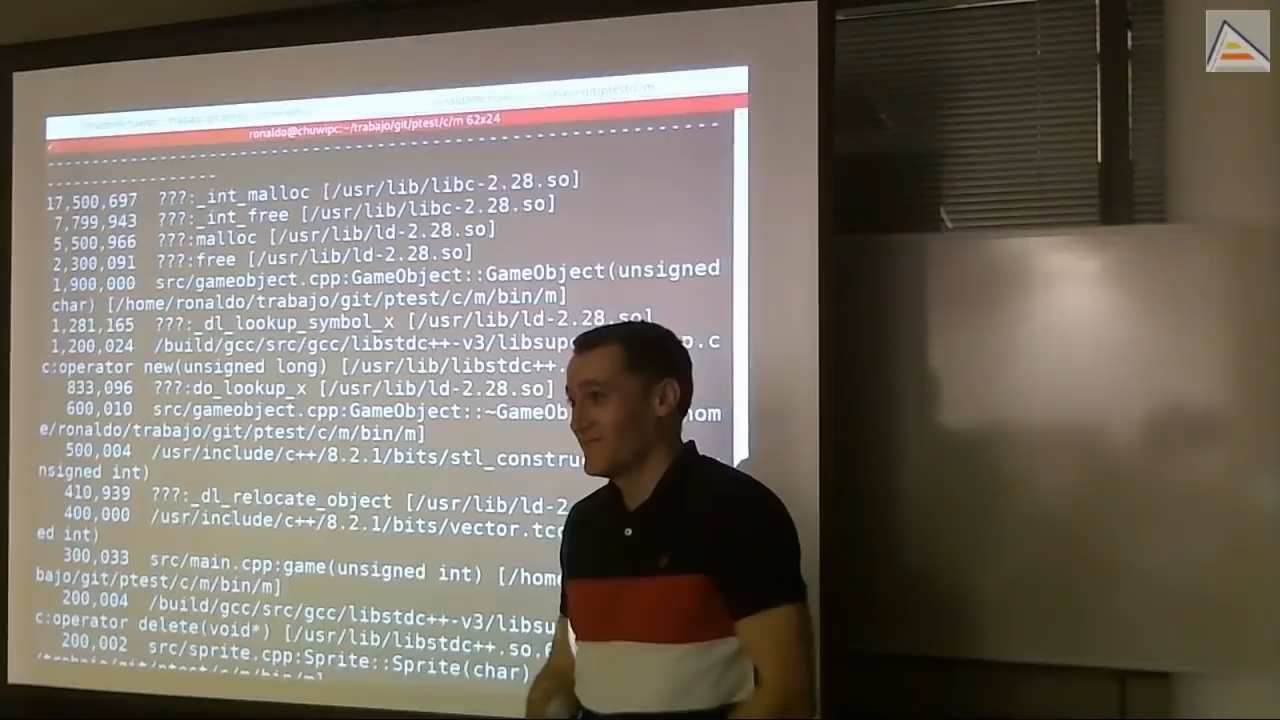 ronaldo@chuwipc:~/trabajo/git/ptest/c/m 62x24
--------------------------------------------------------------
-----------------
17,500,697 ???:_int_malloc [/usr/lib/libc-2.28.so]
7,799,943 ???:_int_free [/usr/lib/libc-2.28.so]
5,500,966 ???:malloc [/usr/lib/ld-2.28.so]
2,300,091 ???:free [/usr/lib/ld-2.28.so]
1,900,000 src/gameobject.cpp:GameObject::GameObject(unsigned
char) [/home/ronaldo/trabajo/git/ptest/c/m/bin/m]
1,281,165 ???:_dl_lookup_symbol_x [/usr/lib/ld-2.28.so]
1,200,024 /build/gcc/src/gcc/libstdc++-v3/libsup p.c
c:operator new(unsigned long) [/usr/lib/libstdc++.
833,096 ???:do_lookup_x [/usr/lib/ld-2.28.so]
600,010 src/gameobject.cpp:GameObject::~GameOb hom
e/ronaldo/trabajo/git/ptest/c/m/bin/m]
500,004 /usr/include/c++/8.2.1/bits/stl_constru
nsigned int)
410,939 ???:_dl_relocate_object [/usr/lib/ld-2
400,000 /usr/include/c++/8.2.1/bits/vector.tcc
ed int)
300,033 src/main.cpp:game(unsigned int) [/hom
bajo/git/ptest/c/m/bin/m]
200,004 /build/gcc/src/gcc/libstdc++-v3/libsu
c:operator delete(void*) [/usr/lib/libstdc++.so.6
200,002 src/sprite.cpp:Sprite::Sprite(char)
/trabajo/git/ptest/c/m/bin/m]